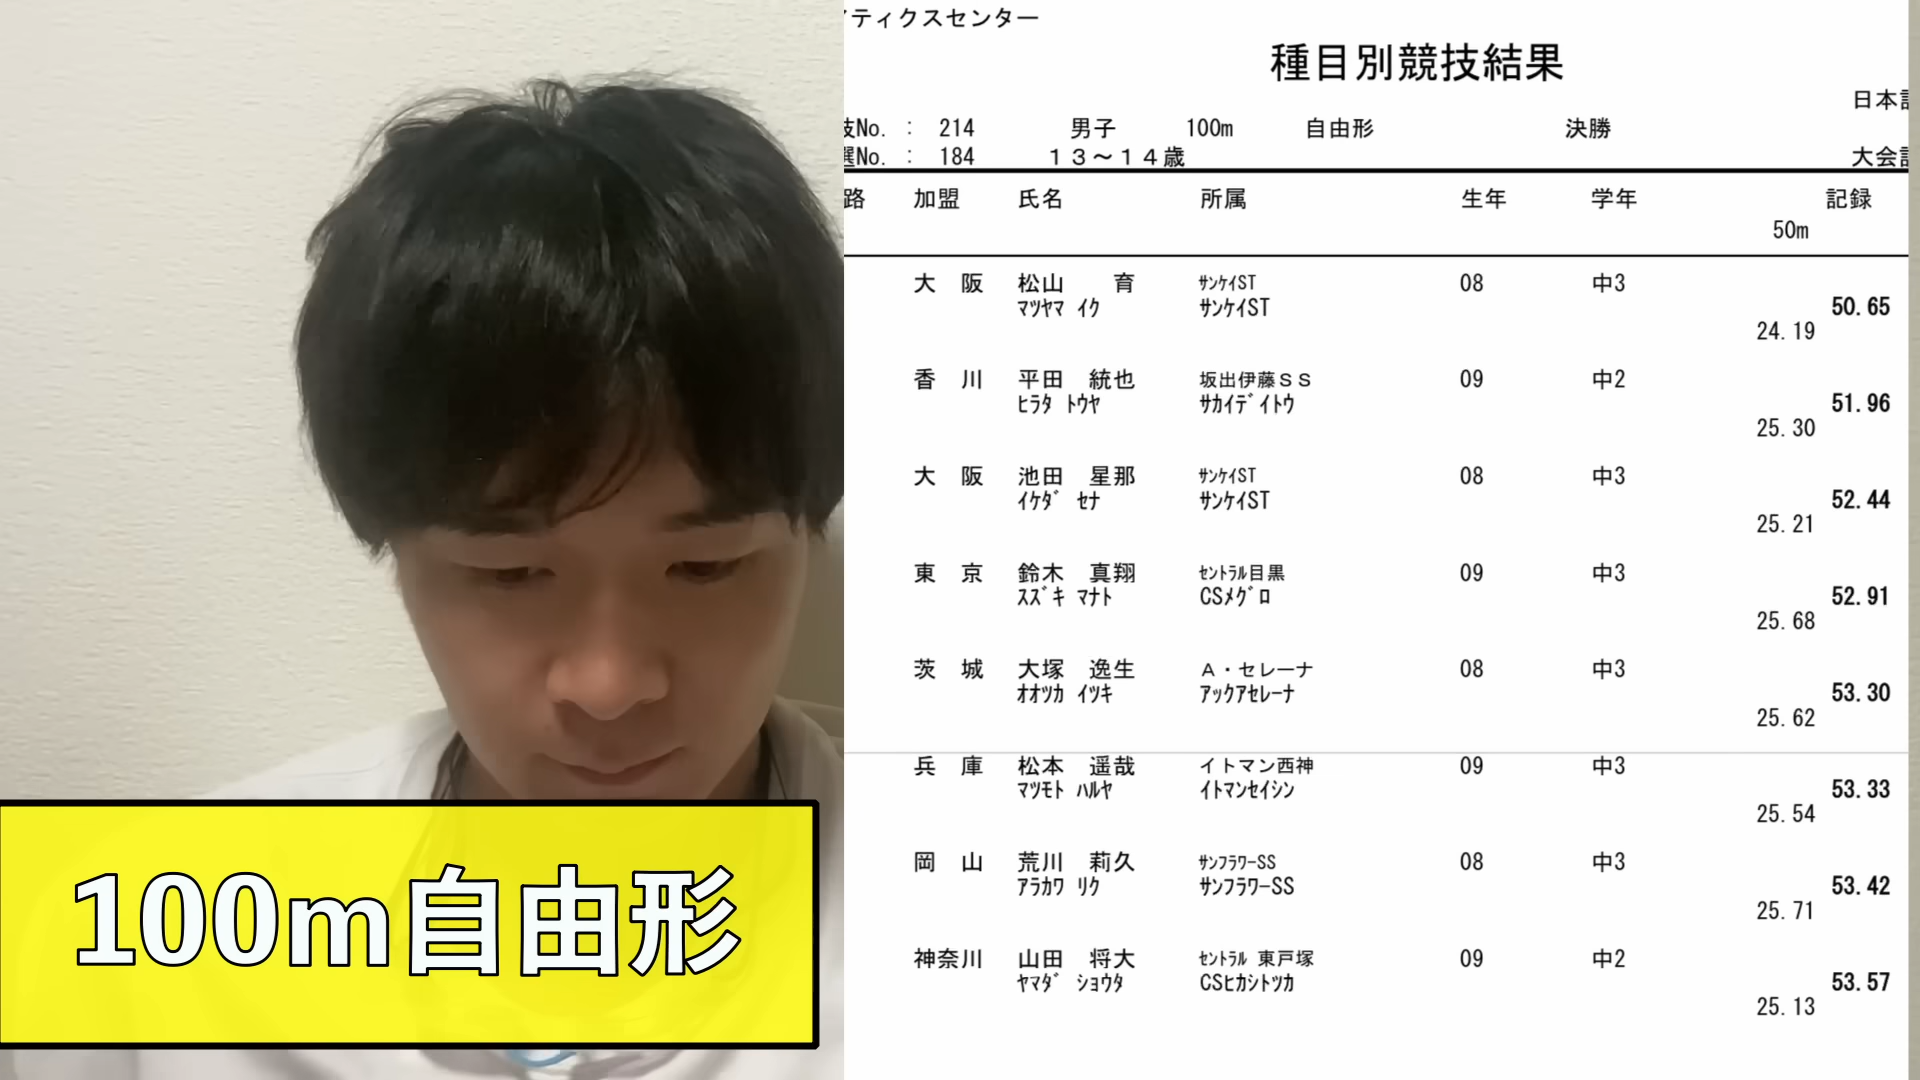 ティクスセンター
種目別競技結果
日本
No. : 214 男子 100m 自由形 決勝
No. : 184 13~14歳 大会
路 加盟 氏名 所属 生年 学年 記録
50m
大 阪 松山 育 サンケイST 08 中3
マツヤマ イク サンケイST 50.65
24.19
香 川 平田 統也 坂出伊藤SS 09 中2
ヒラタ トウヤ サカイデイトウ 51.96
25.30
大 阪 池田 星那 サンケイST 08 中3
イケダ セナ サンケイST 52.44
25.21
東 京 鈴木 真翔 セントラル目黒 09 中3
スズキ マナト CSメグロ 52.91
25.68
茨 城 大塚 逸生 A・セレーナ 08 中3
オオツカ イツキ アックアセレーナ 53.30
25.62
兵 庫 松本 遥哉 イトマン西神 09 中3
マツモト ハルヤ イトマンセイシン 53.33
25.54
岡 山 荒川 莉久 サンフラワーSS 08 中3
アラカワ リク サンフラワーSS 53.42
25.71
神奈川 山田 将大 セントラル 東戸塚 09 中2
ヤマダ ショウタ CSヒカシトツカ 53.57
25.13
100m自由形